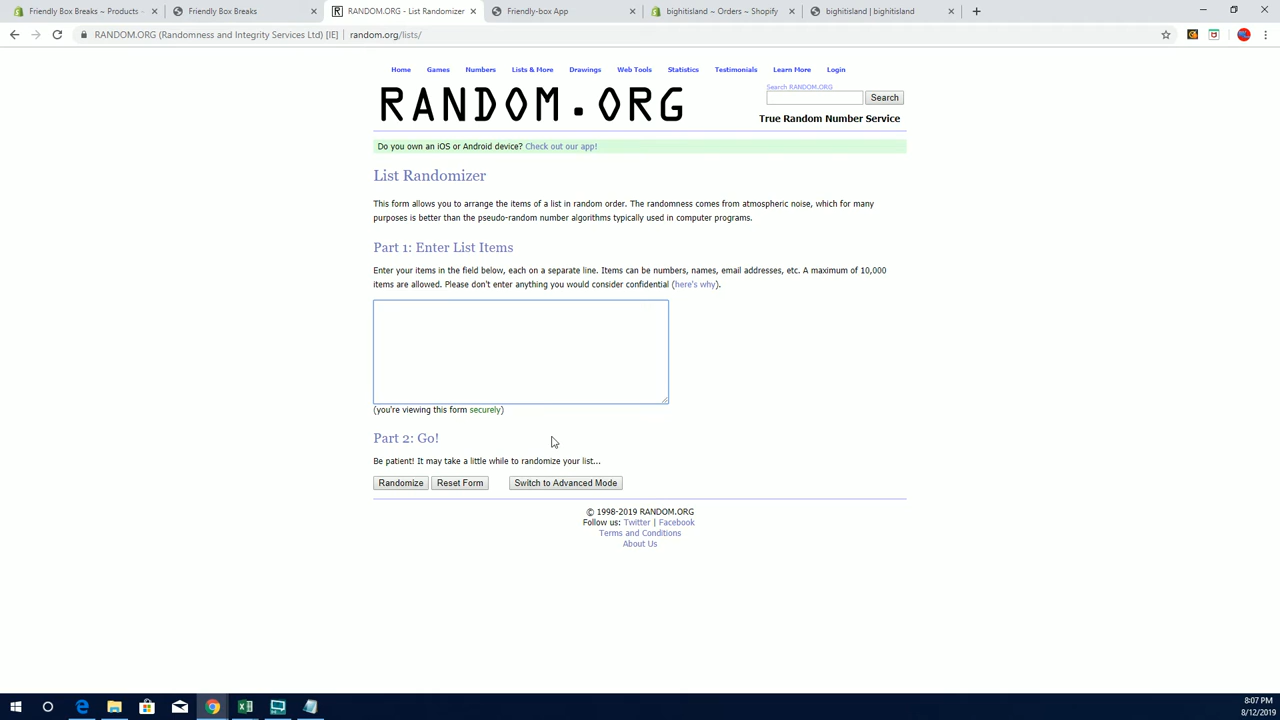 Friendly Box Breaks ~ Products ·
Friendly Box Breaks
RANDOM.ORG - List Randomizer
Friendly-box App
bighitisland ~ Orders ~ Shopify
bighitisland | bighitisland
RANDOM.ORG (Randomness and Integrity Services Ltd) [IE] | random.org/lists/
Home Games Numbers Lists & More Drawings Web Tools Statistics Testimonials Learn More Login
RANDOM.ORG
Search RANDOM.ORG
Search
True Random Number Service
Do you own an iOS or Android device? Check out our app!
List Randomizer
This form allows you to arrange the items of a list in random order. The randomness comes from atmospheric noise, which for many
purposes is better than the pseudo-random number algorithms typically used in computer programs.
Part 1: Enter List Items
Enter your items in the field below, each on a separate line. Items can be numbers, names, email addresses, etc. A maximum of 10,000
items are allowed. Please don't enter anything you would consider confidential (here's why).
(you're viewing this form securely)
Part 2: Go!
Be patient! It may take a little while to randomize your list...
Randomize Reset Form Switch to Advanced Mode
© 1998-2019 RANDOM.ORG
Follow us: Twitter | Facebook
Terms and Conditions
About Us
8:07 PM
8/12/2019